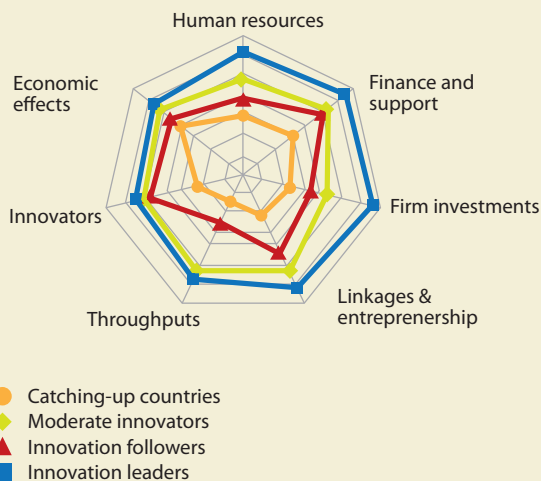 Human resources
Economic
effects
Finance and
support
Innovators
Firm investments
Throughputs
Linkages &
entreprenership
Catching-up countries
Moderate innovators
Innovation followers
Innovation leaders